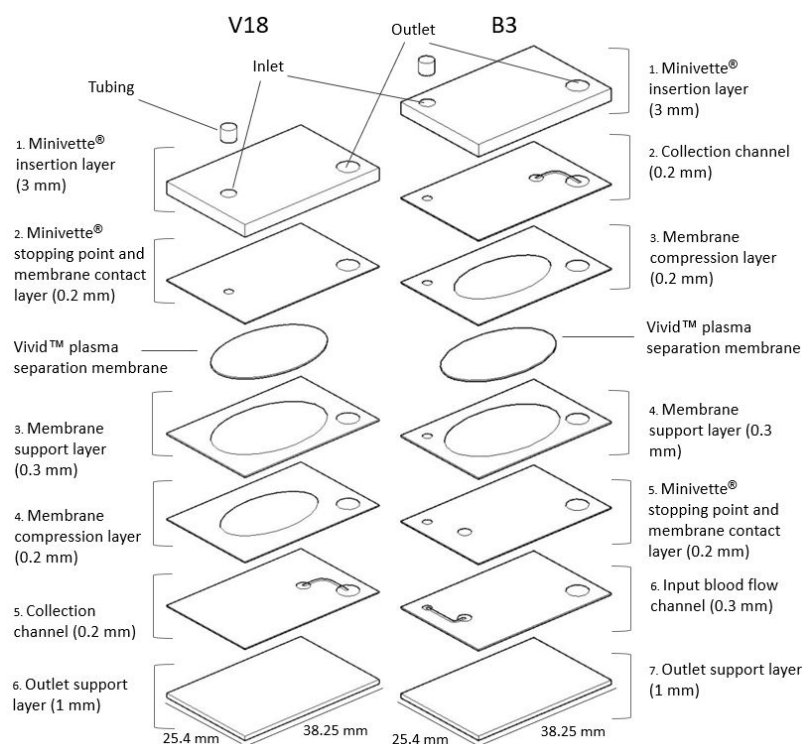 V18
B3
Outlet
Inlet
Tubing
1. Minivette®
insertion layer
(3 mm)
2. Minivette®
stopping point and
membrane contact
layer (0.2 mm)
Vivid™ plasma
separation membrane
3. Membrane
support layer
(0.3 mm)
4. Membrane
compression layer
(0.2 mm)
5. Collection
channel (0.2 mm)
6. Outlet support
layer (1 mm)
25.4 mm
38.25 mm
1. Minivette®
insertion layer
(3 mm)
2. Collection channel
(0.2 mm)
3. Membrane
compression layer
(0.2 mm)
Vivid™ plasma
separation membrane
4. Membrane
support layer (0.3
mm)
5. Minivette®
stopping point and
membrane contact
layer (0.2 mm)
6. Input blood flow
channel (0.3 mm)
7. Outlet support layer
(1 mm)
25.4 mm
38.25 mm